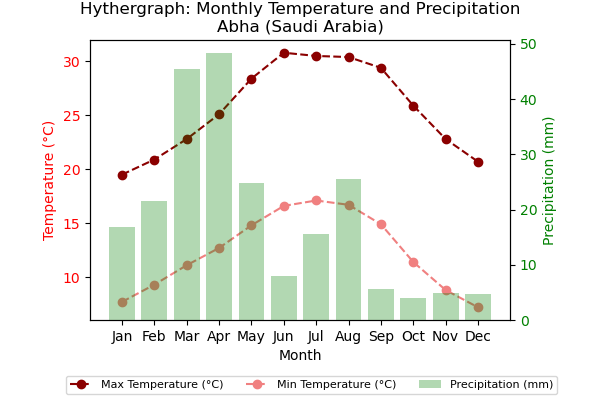 Hythergraph: Monthly Temperature and Precipitation
Abha (Saudi Arabia)
Temperature (°C)
30
25
20
15
10
50
40
30
20
10
0
Precipitation (mm)
Jan Feb Mar Apr May Jun Jul Aug Sep Oct Nov Dec
Month
Max Temperature (°C) Min Temperature (°C) Precipitation (mm)